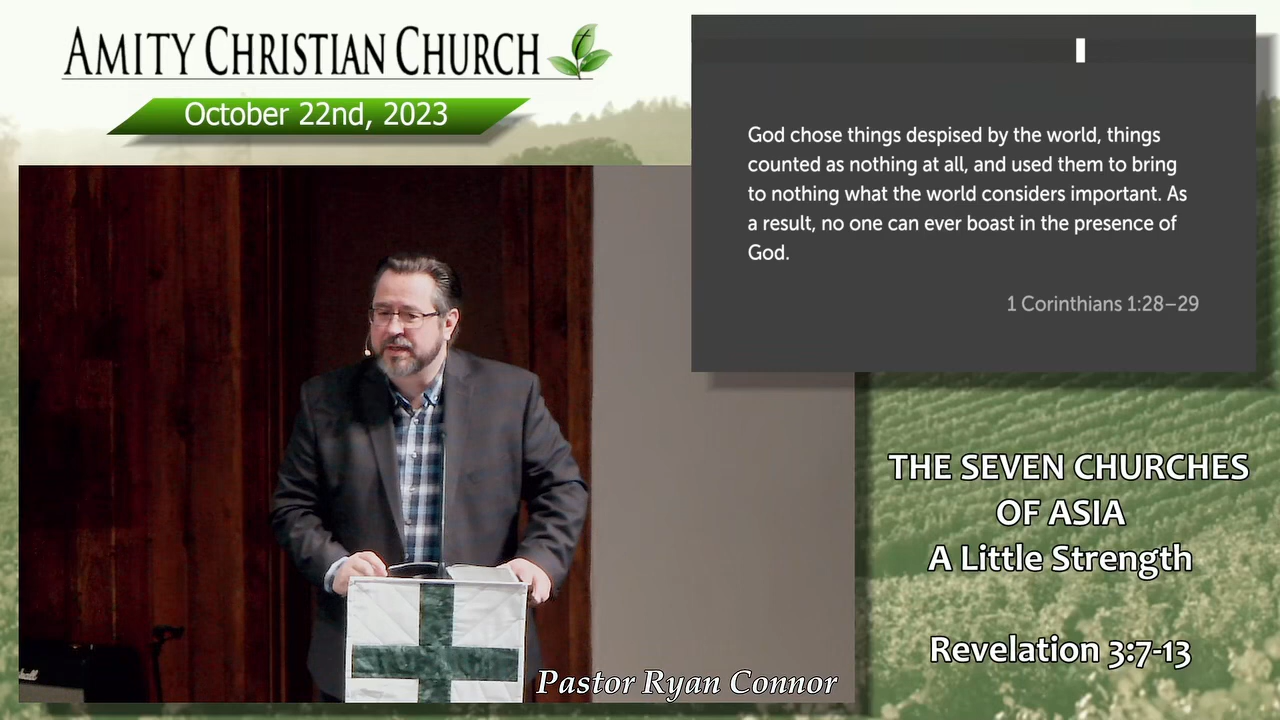 AMITY CHRISTIAN CHURCH
October 22nd, 2023
God chose things despised by the world, things
counted as nothing at all, and used them to bring
to nothing what the world considers important. As
a result, no one can ever boast in the presence of
God.
1 Corinthians 1:28–29
THE SEVEN CHURCHES
OF ASIA
A Little Strength
Revelation 3:7-13
Pastor Ryan Connor